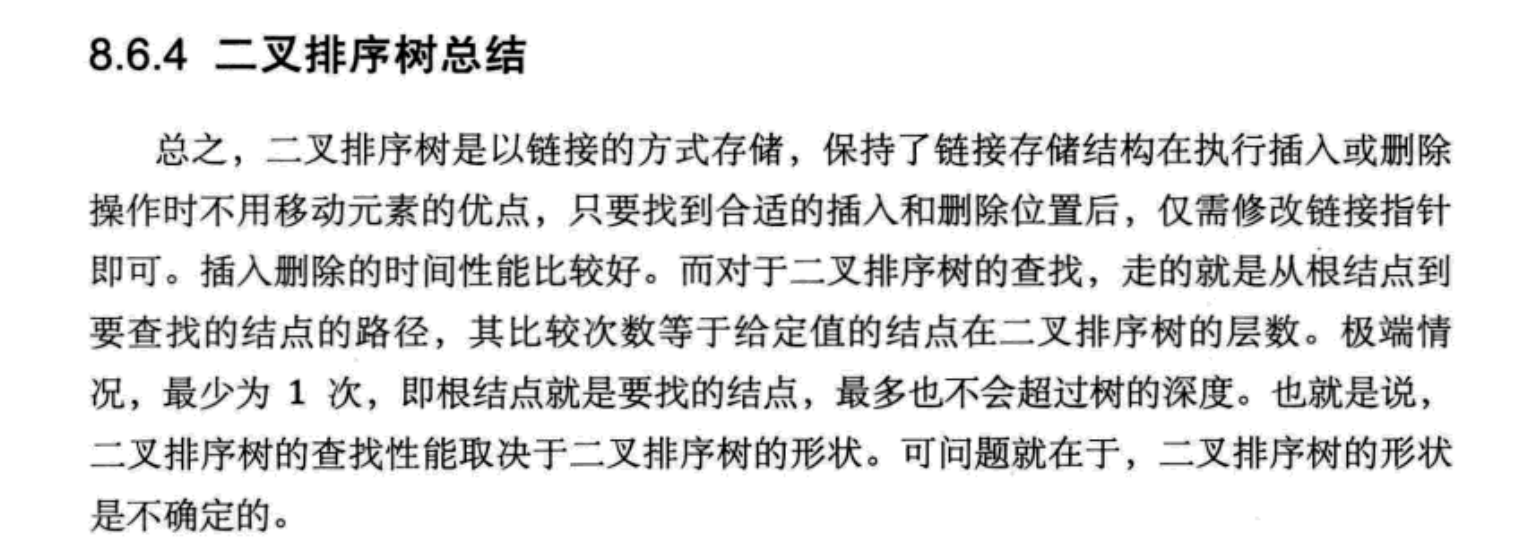 8.6.4 二叉排序树总结
总之，二叉排序树是以链接的方式存储，保持了链接存储结构在执行插入或删除
操作时不用移动元素的优点，只要找到合适的插入和删除位置后，仅需修改链接指针
即可。插入删除的时间性能比较好。而对于二叉排序树的查找，走的就是从根结点到
要查找的结点的路径，其比较次数等于给定值的结点在二叉排序树的层数。极端情
况，最少为 1 次，即根结点就是要找的结点，最多也不会超过树的深度。也就是说，
二叉排序树的查找性能取决于二叉排序树的形状。可问题就在于，二叉排序树的形状
是不确定的。